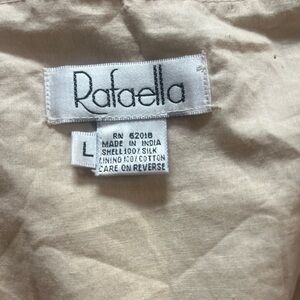 Rafaella
L
RN 62018
MADE IN INDIA
SHELL:100% SILK
LINING:100% COTTON
CARE ON REVERSE